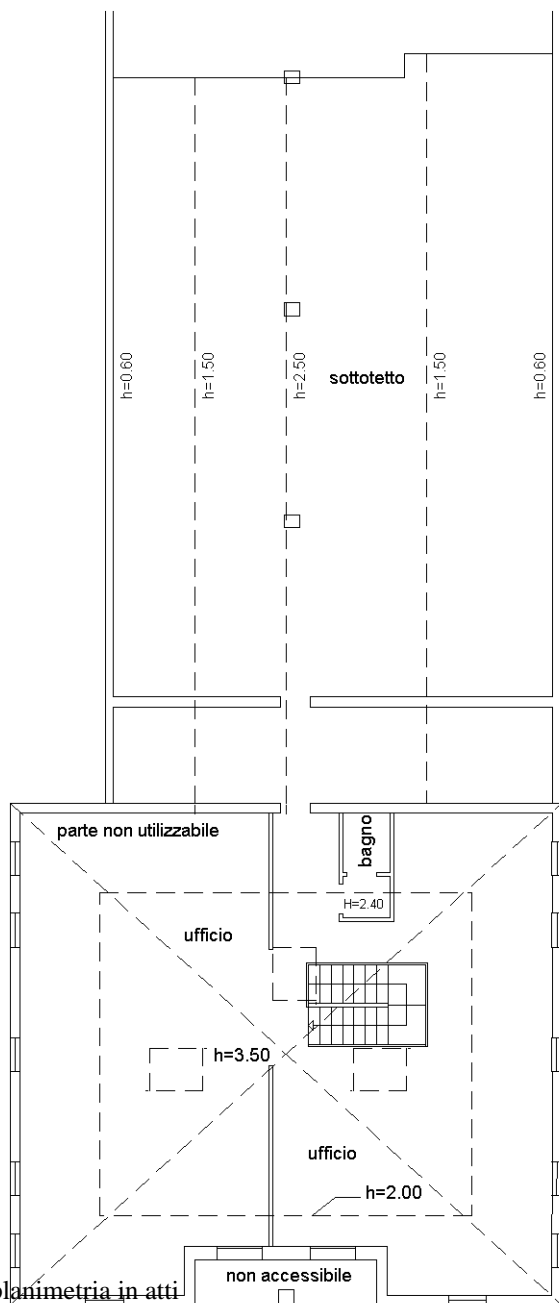 h=0.60
h=1.50
h=2.50
sottotetto
h=1.50
h=0.60
parte non utilizzabile
bagno
H=2.40
ufficio
h=3.50
ufficio
h=2.00
non accessibile
planimetria in atti